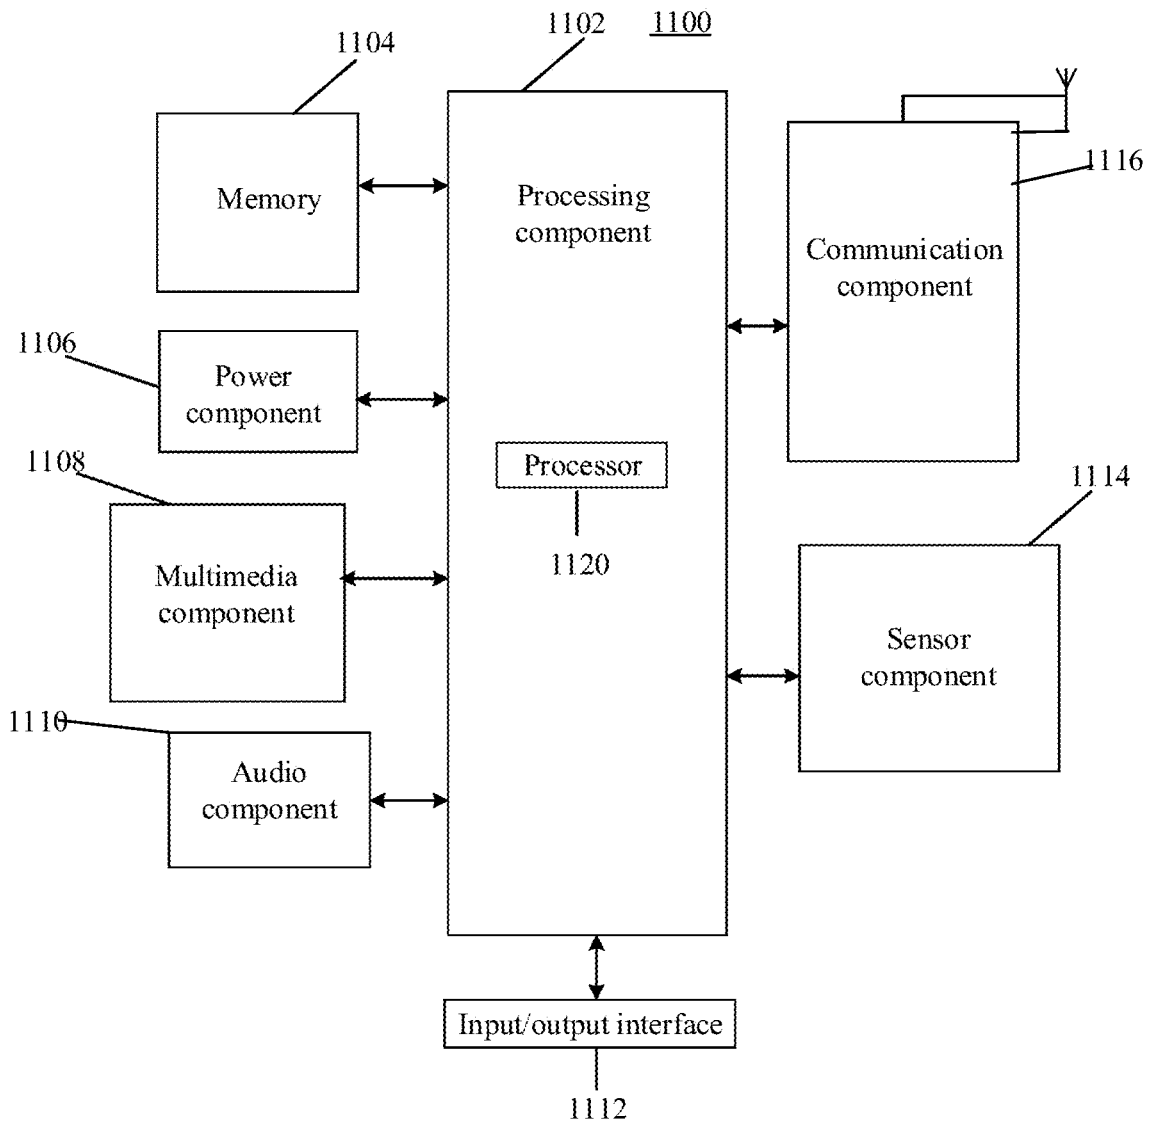 1102
1100
1104
Memory
Processing
component
1116
Communication
component
1106
Power
component
1108
Processor
1120
1114
Multimedia
component
Sensor
component
1110
Audio
component
Input/output interface
1112